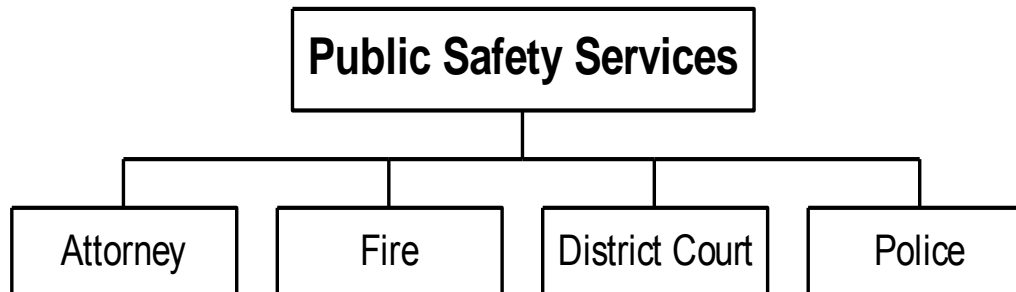 Public Safety Services
Attorney
Fire
District Court
Police